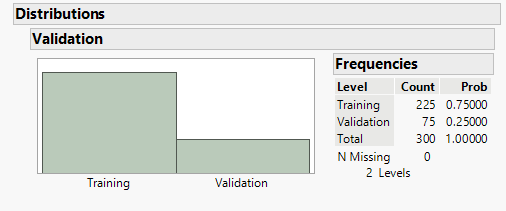 Distributions
Validation
Training Validation
Frequencies
Level Count Prob
Training 225 0.75000
Validation 75 0.25000
Total 300 1.00000
N Missing 0
2 Levels